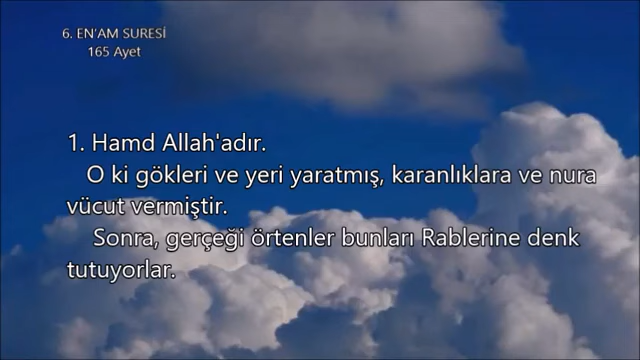 6. EN'AM SURESİ
165 Ayet
1. Hamd Allah'adır.
O ki gökleri ve yeri yaratmış, karanlıklara ve nura
vücut vermiştir.
Sonra, gerçeği örtenler bunları Rablerine denk
tutuyorlar.